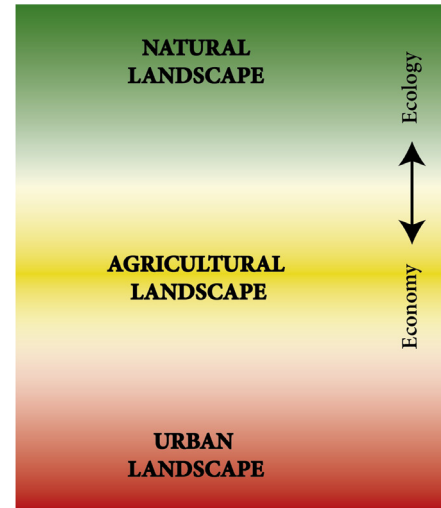 NATURAL
LANDSCAPE
Ecology
AGRICULTURAL
LANDSCAPE
Economy
URBAN
LANDSCAPE